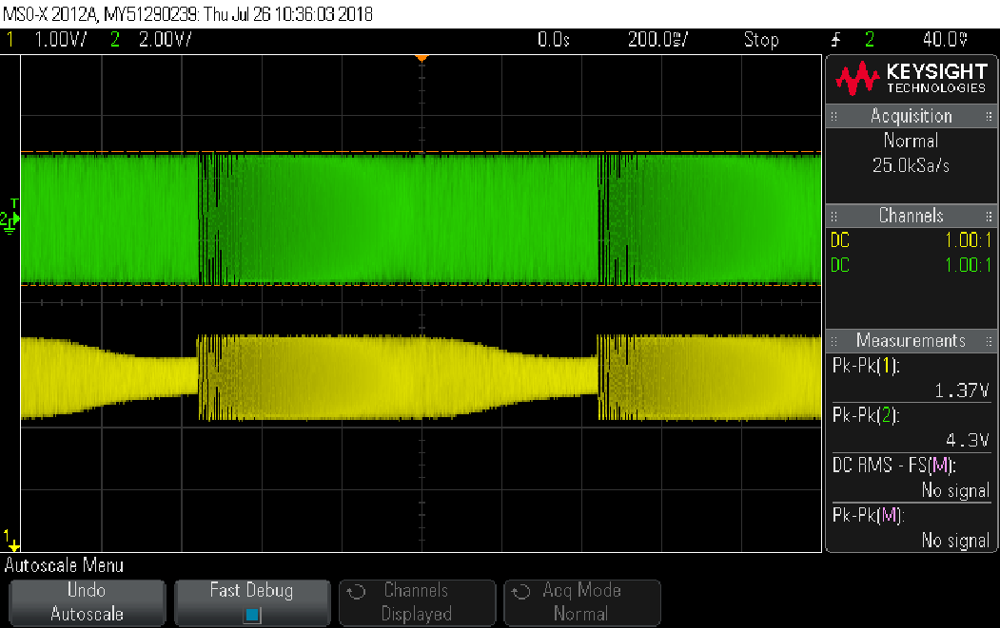 MSO-X 2012A, MY51290239: Thu Jul 26 10:36:03 2018
1 1.00V/ 2 2.00V/ 0.0s 200.0ms/ Stop 2 40.0mV
KEYSIGHT
TECHNOLOGIES
Acquisition
Normal
25.0kSa/s
Channels
DC 1.00:1
DC 1.00:1
Measurements
Pk-Pk(1):
1.37V
Pk-Pk(2):
4.3V
DC RMS - FS(M):
No signal
Pk-Pk(M):
No signal
T
2
1
Autoscale Menu
Undo
Autoscale
Fast Debug
Channels
Displayed
Acq Mode
Normal